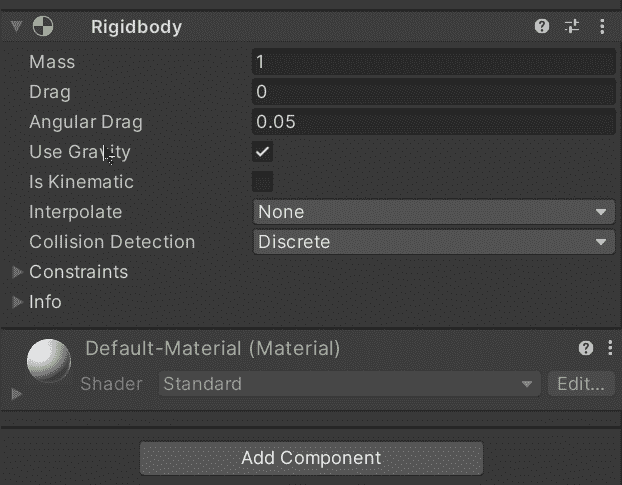 Rigidbody
Mass 1
Drag 0
Angular Drag 0.05
Use Gravity
Is Kinematic
Interpolate None
Collision Detection Discrete
Constraints
Info
Default-Material (Material)
Shader Standard Edit...
Add Component